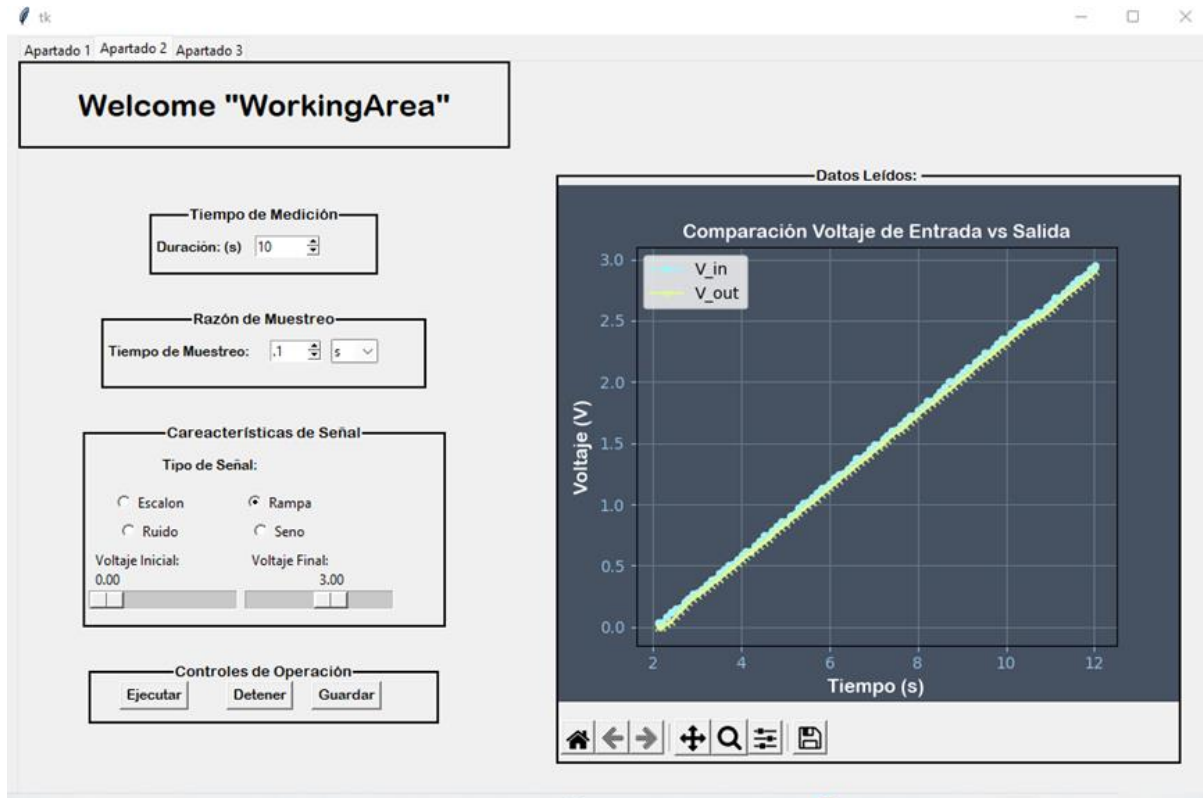 tk
Apartado 1 Apartado 2 Apartado 3
Welcome "WorkingArea"
Tiempo de Medición
Duración: (s) 10
Razón de Muestreo
Tiempo de Muestreo: .1 s
Careacterísticas de Señal
Tipo de Señal:
Escalon Rampa
Ruido Seno
Voltaje Inicial: Voltaje Final:
0.00 3.00
Controles de Operación
Ejecutar Detener Guardar
Datos Leídos:
Comparación Voltaje de Entrada vs Salida
V_in
V_out
3.0
2.5
2.0
1.5
1.0
0.5
0.0
Voltaje (V)
2 4 6 8 10 12
Tiempo (s)